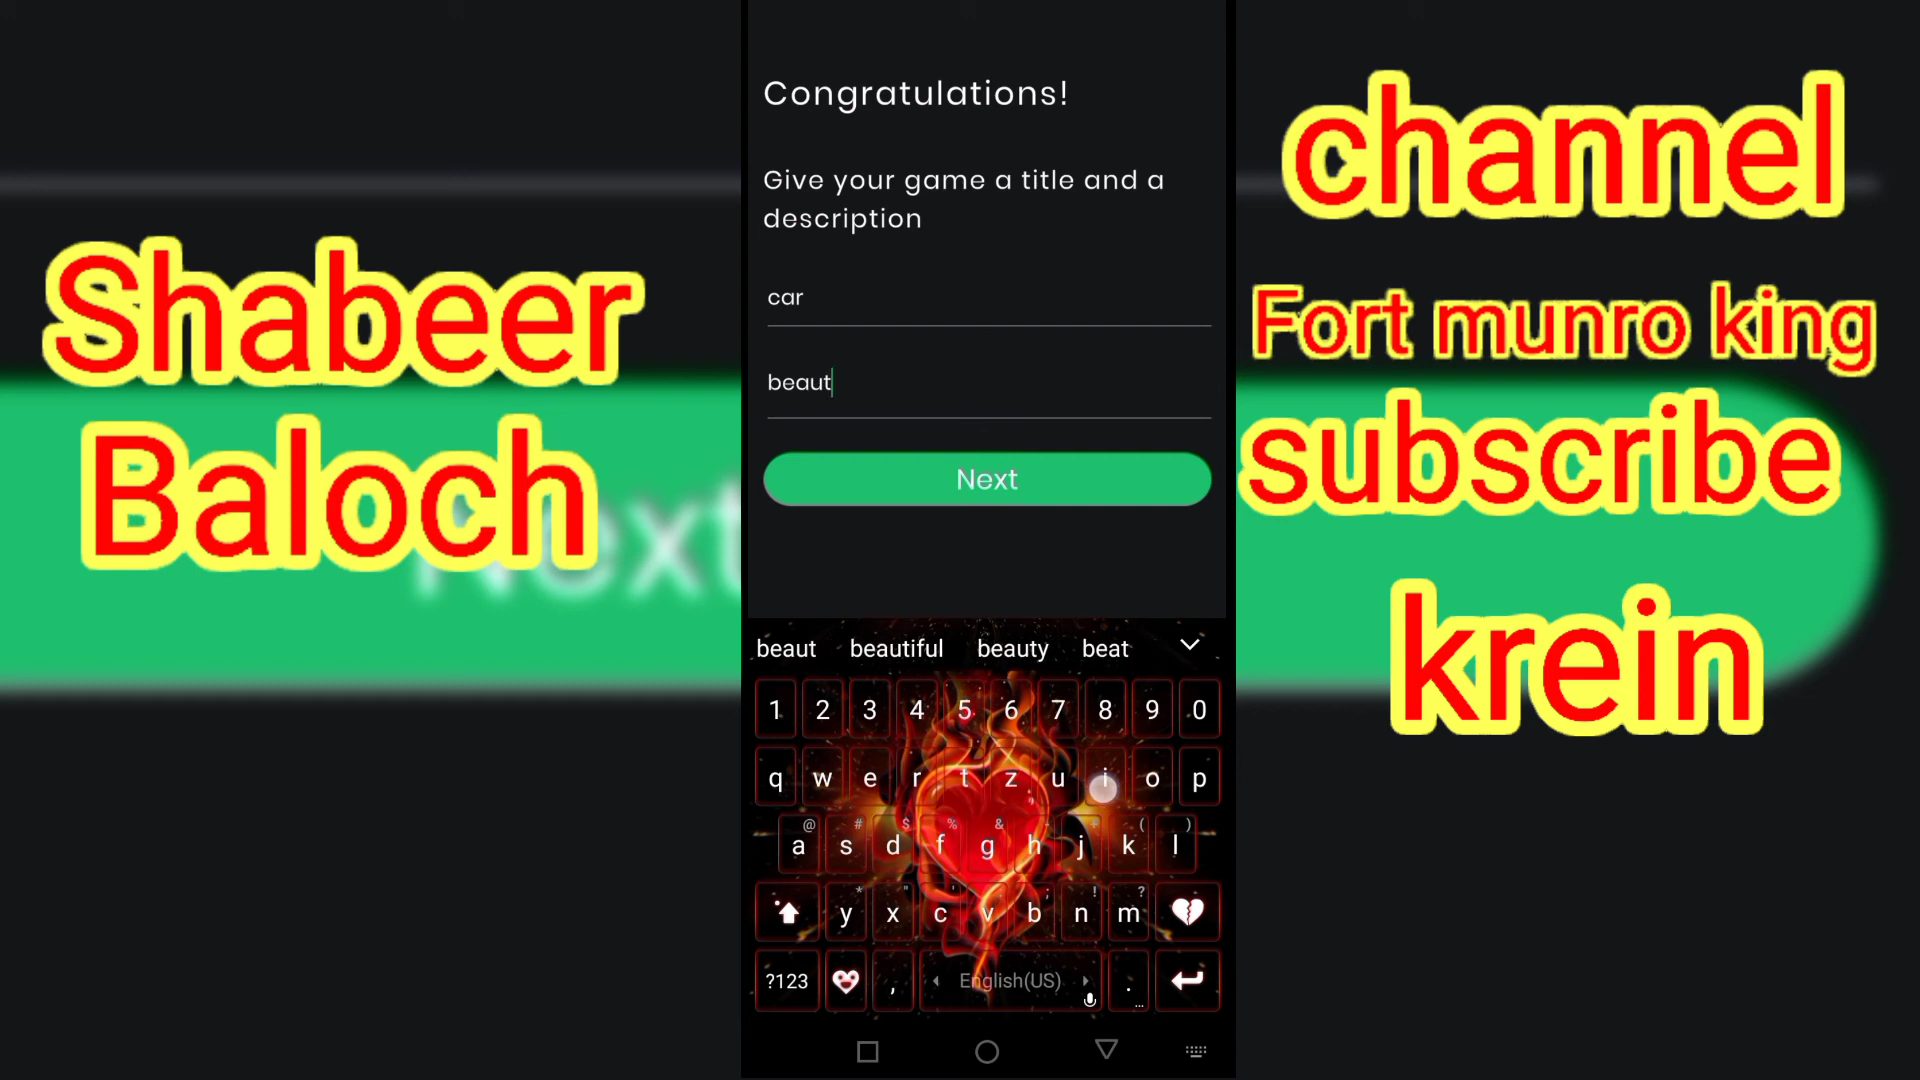 Shabeer
Baloch
Next
Congratulations!
Give your game a title and a
description
car
beaut
Next
beaut beautiful beauty beat
1 2 3 4 5 6 7 8 9 0
q w e r t z u i o p
@ # $ % & - + ( )
a s d f g h j k l
* " ' : ; ! ?
y x c v b n m
?123 , English(US) . ...
channel
Fort munro king
subscribe
krein